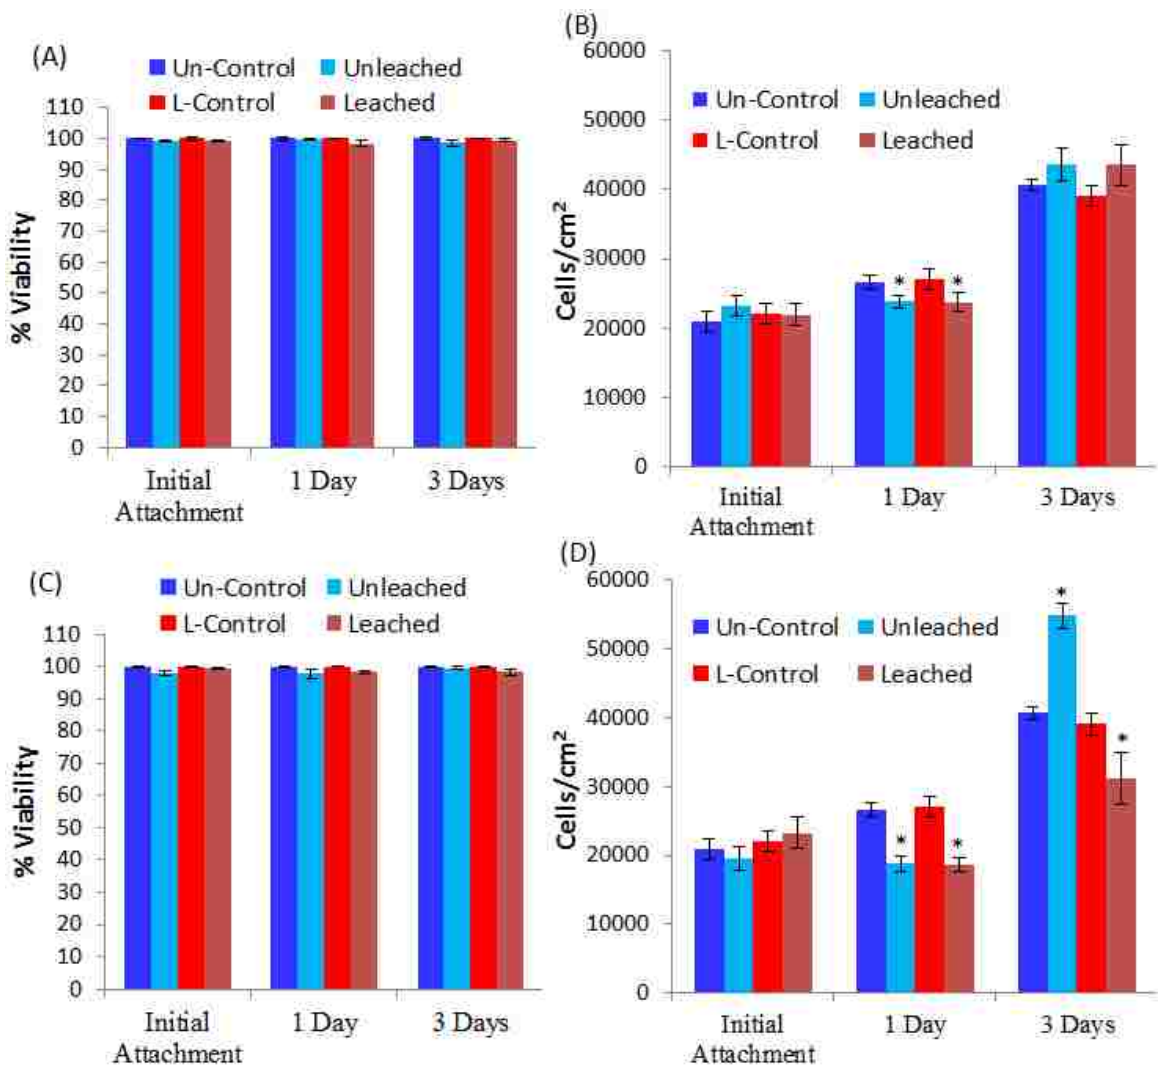 (A)
Un-Control Unleached
L-Control Leached
110
100
90
80
70
60
50
40
30
20
10
0
% Viability
Initial Attachment
1 Day
3 Days
(B)
60000
50000
40000
30000
20000
10000
0
Cells/cm²
Un-Control Unleached
L-Control Leached
* *
Initial Attachment
1 Day
3 Days
(C)
Un-Control Unleached
L-Control Leached
110
100
90
80
70
60
50
40
30
20
10
0
% Viability
Initial Attachment
1 Day
3 Days
(D)
60000
50000
40000
30000
20000
10000
0
Cells/cm²
Un-Control Unleached
L-Control Leached
* * * *
Initial Attachment
1 Day
3 Days